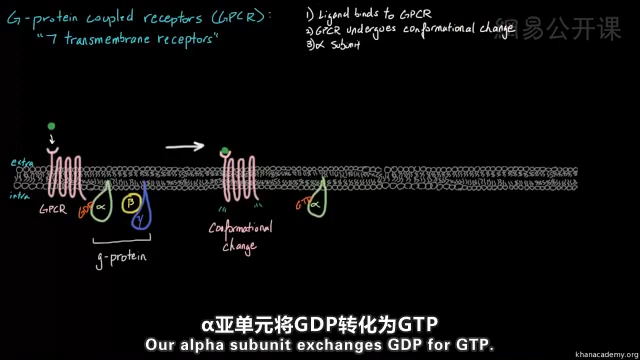 G-protein coupled receptors (GPCR):
"7 transmembrane receptors"
1) Ligand binds to GPCR
2) GPCR undergoes conformational change
3) α subunit
網易公开课
extra
intra
GPCR
GDP
α
β
γ
g-protein
Conformational
change
GTP
α
α亚单元将GDP转化为GTP
Our alpha subunit exchanges GDP for GTP.
khanacademy.org